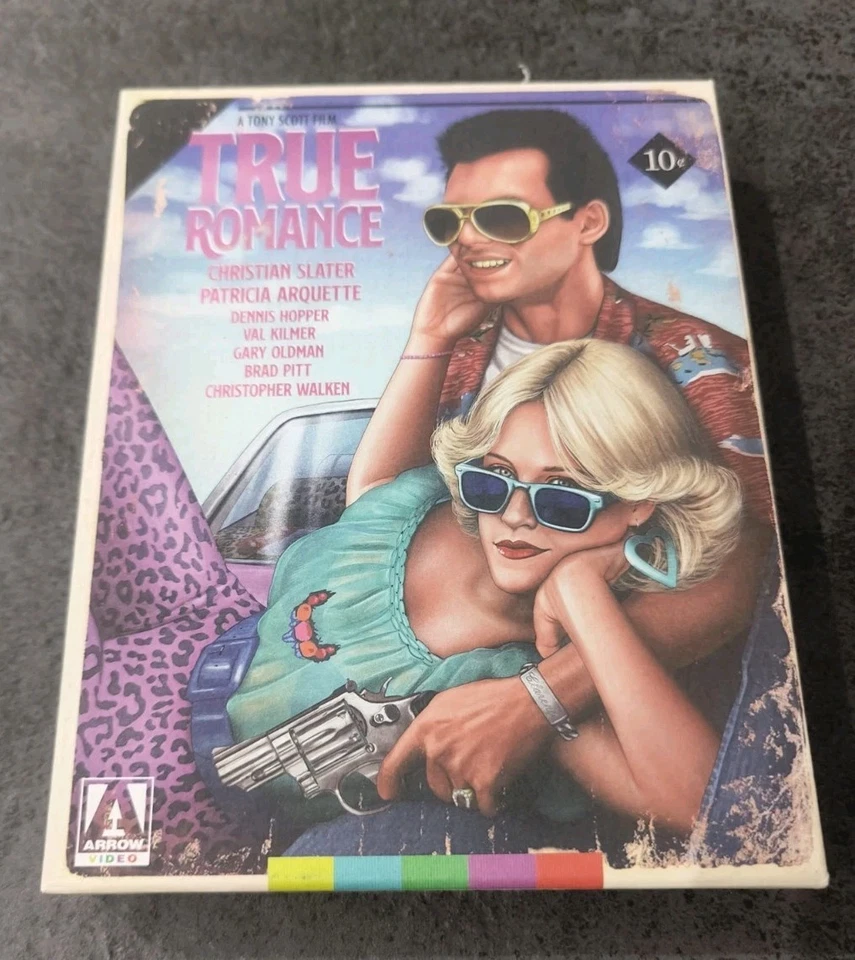 A TONY SCOTT FILM
TRUE
ROMANCE
10¢
CHRISTIAN SLATER
PATRICIA ARQUETTE
DENNIS HOPPER
VAL KILMER
GARY OLDMAN
BRAD PITT
CHRISTOPHER WALKEN
ARROW
VIDEO